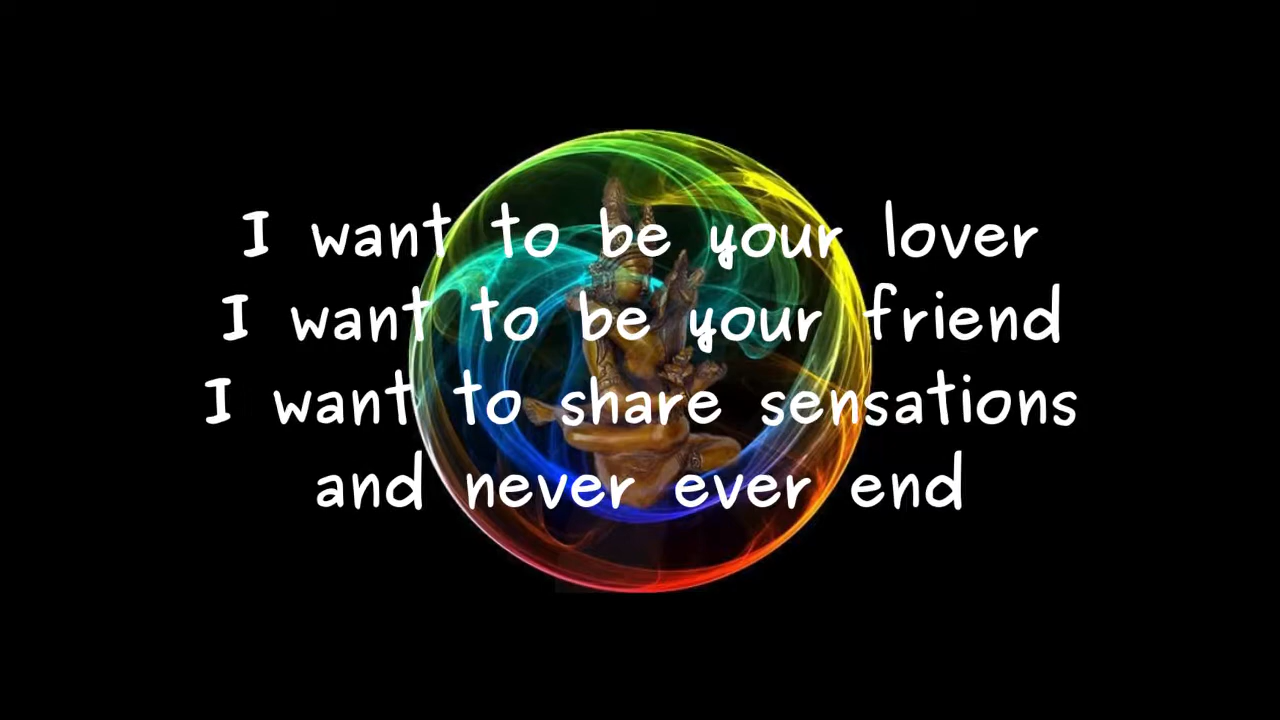 I want to be your lover
I want to be your friend
I want to share sensations
and never ever end